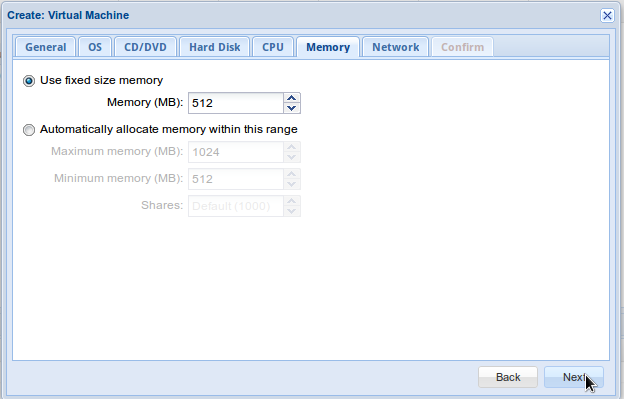 Create: Virtual Machine
General OS CD/DVD Hard Disk CPU Memory Network Confirm
Use fixed size memory
Memory (MB): 512
Automatically allocate memory within this range
Maximum memory (MB): 1024
Minimum memory (MB): 512
Shares: Default (1000)
Back Next